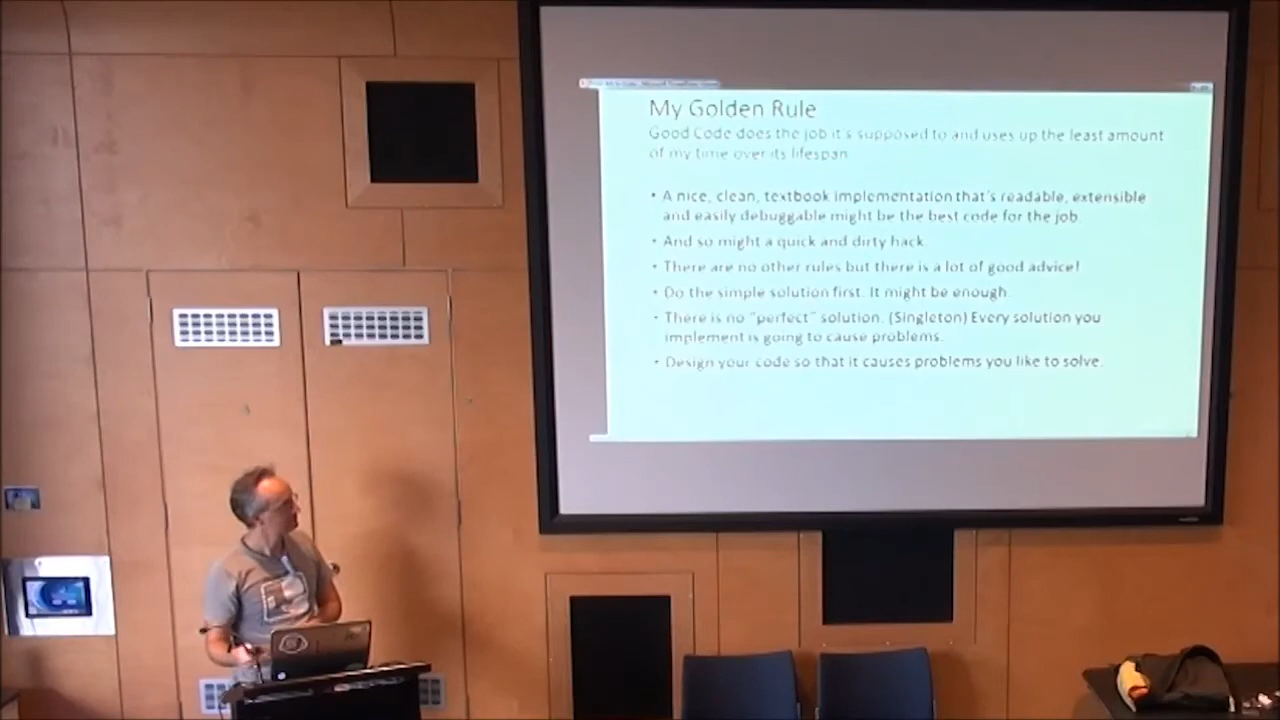 My Golden Rule
Good Code does the job it's supposed to and uses up the least amount
of my time over its lifespan
• A nice, clean, textbook implementation that's readable, extensible
and easily debuggable might be the best code for the job
• And so might a quick and dirty hack.
• There are no other rules but there is a lot of good advice!
• Do the simple solution first. It might be enough.
• There is no "perfect" solution. (Singleton) Every solution you
implement is going to cause problems.
• Design your code so that it causes problems you like to solve.